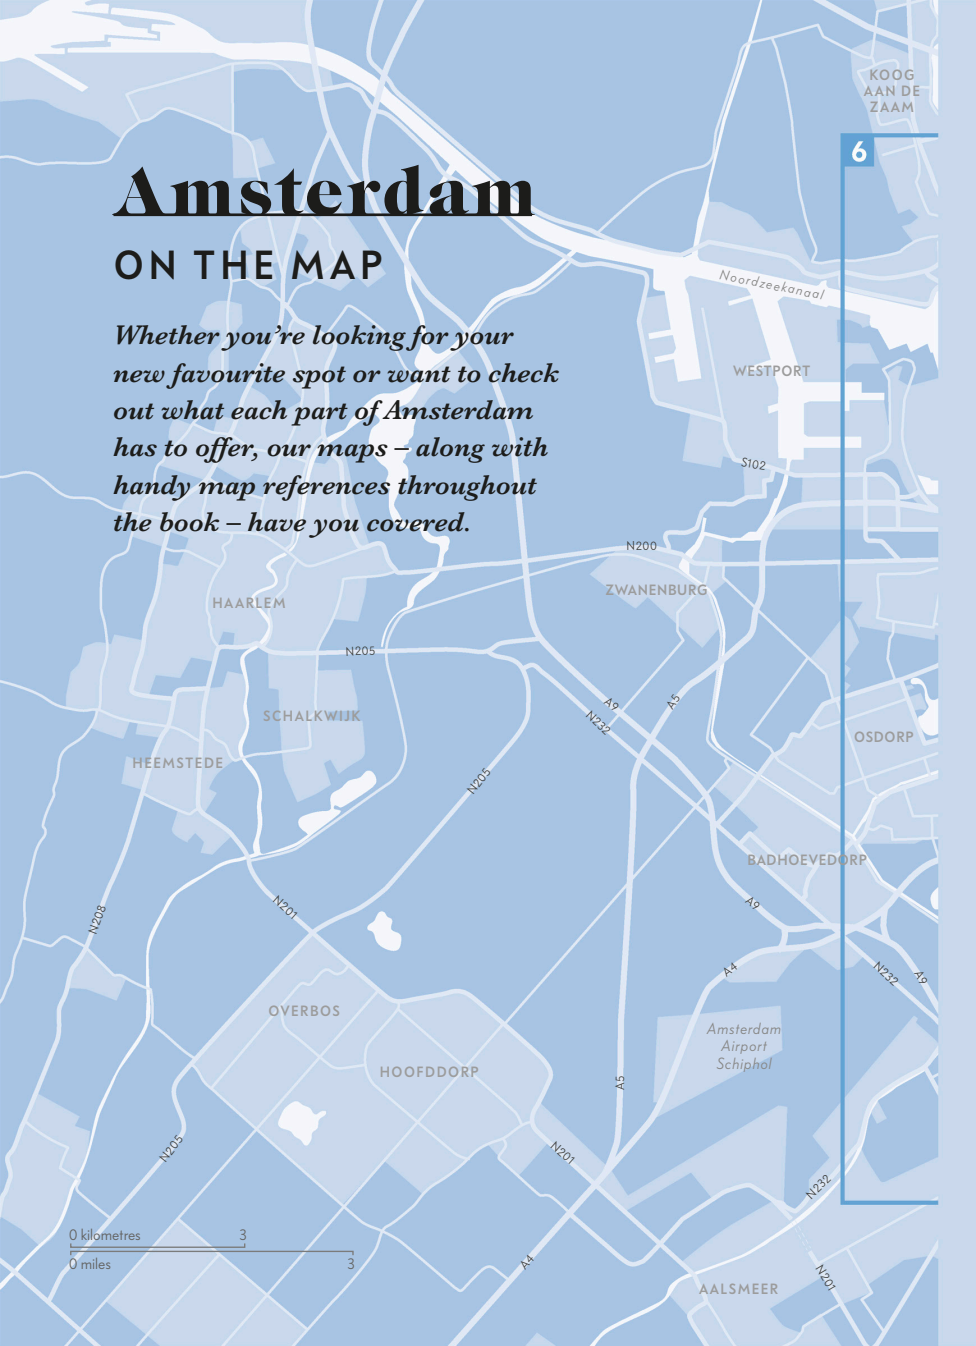 KOOG
AAN DE
ZAAM
6
Amsterdam
ON THE MAP
Noordzeekanaal
Whether you’re looking for your
new favourite spot or want to check
out what each part of Amsterdam
has to offer, our maps – along with
handy map references throughout
the book – have you covered.
WESTPORT
S102
N200
ZWANENBURG
HAARLEM
N205
A9
A5
N232
SCHALKWIJK
OSDORP
HEEMSTEDE
N205
BADHOEVEDORP
N201
A9
N208
A4
N232
A9
OVERBOS
Amsterdam
Airport
Schiphol
HOOFDDORP
A5
N205
N201
N232
0 kilometres 3
0 miles 3
A4
N201
AALSMEER